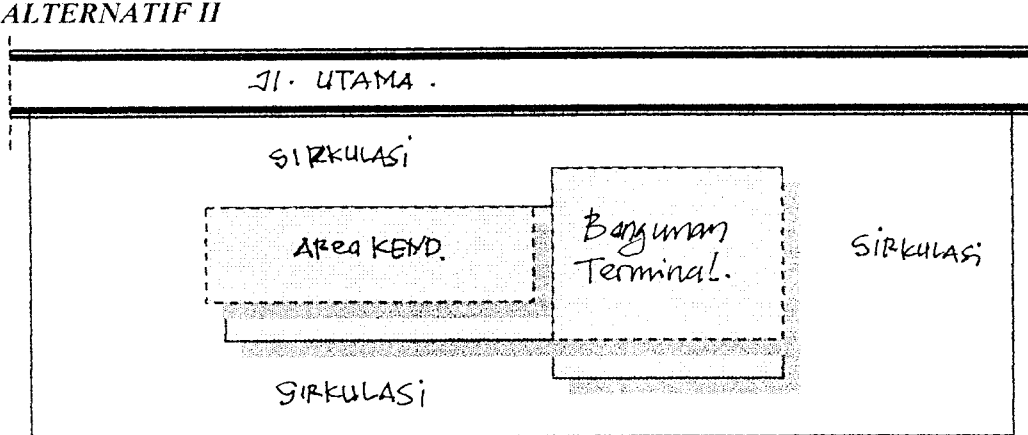 ALTERNATIF II
Jl. UTAMA.
SIRKULASi
AReA KEND.
Bangunan
Terminal.
SiRKULASi
SIRKULASi